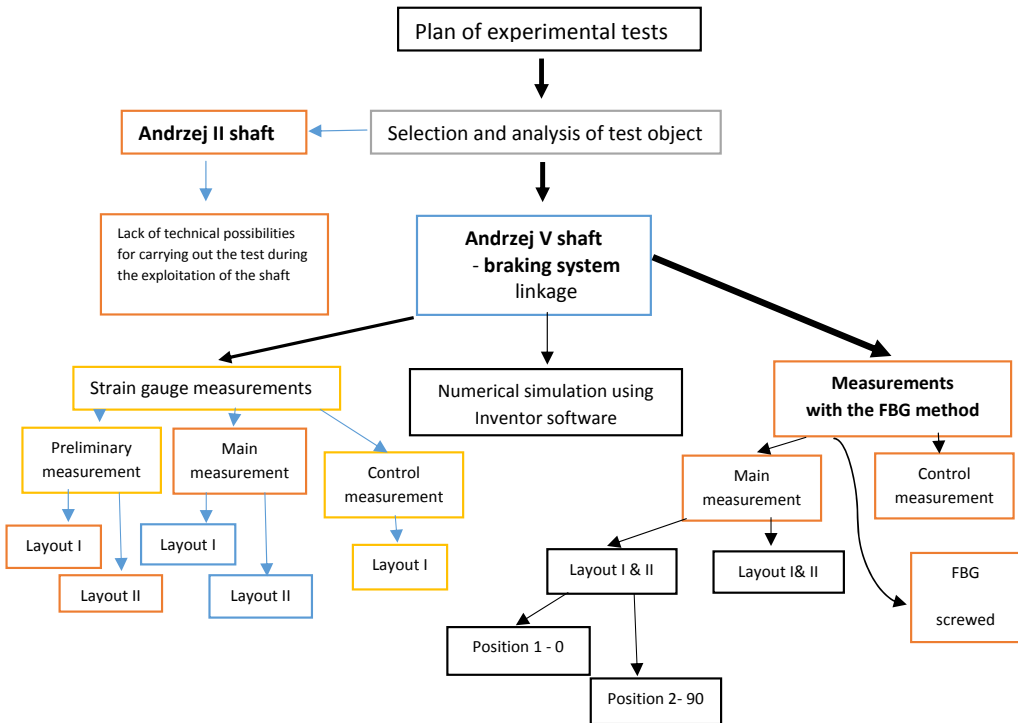 Plan of experimental tests
Andrzej II shaft
Selection and analysis of test object
Lack of technical possibilities
for carrying out the test during
the exploitation of the shaft
Andrzej V shaft
- braking system
linkage
Strain gauge measurements
Numerical simulation using
Inventor software
Measurements
with the FBG method
Preliminary
measurement
Main
measurement
Control
measurement
Main
measurement
Control
measurement
Layout I
Layout II
Layout I
Layout II
Layout I
Layout I & II
Layout I& II
FBG
screwed
Position 1 - 0
Position 2- 90